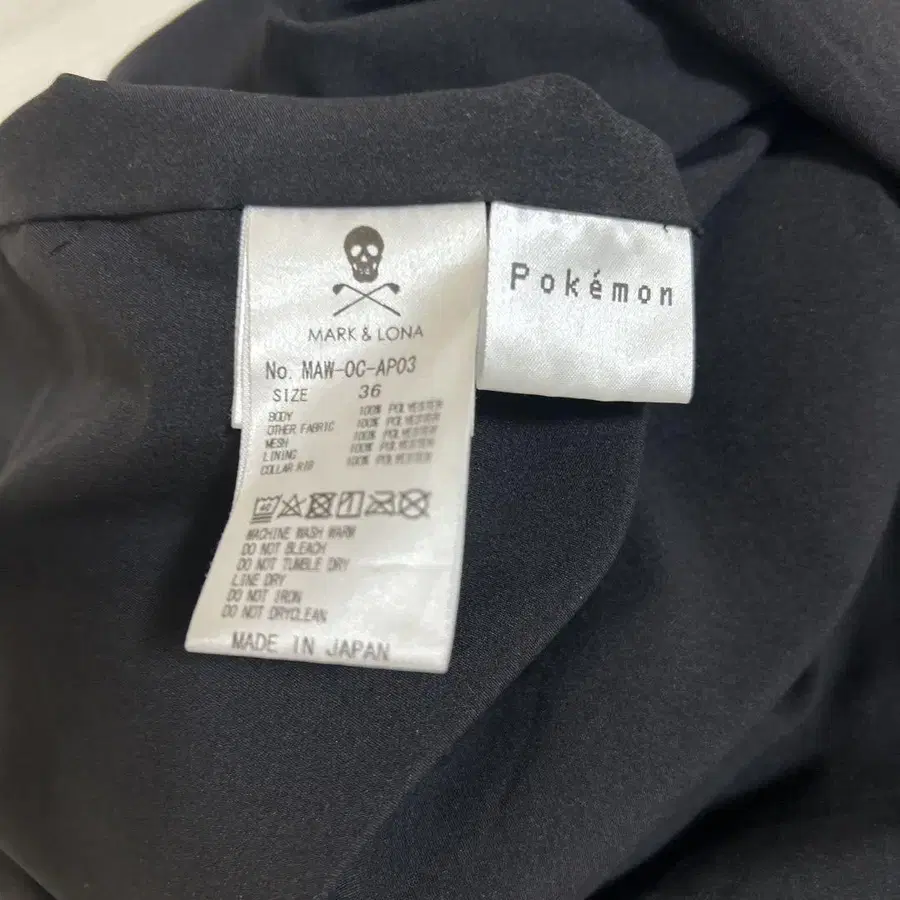 MARK & LONA
No. MAW-OC-AP03
SIZE 36
BODY 100% POLYESTER
OTHER FABRIC 100% POLYESTER
MESH 100% POLYESTER
LINING 100% POLYESTER
COLLAR RIB 100% POLYESTER
40
MACHINE WASH WARM
DO NOT BLEACH
DO NOT TUMBLE DRY
LINE DRY
DO NOT IRON
DO NOT DRYCLEAN
MADE IN JAPAN
Pokémon